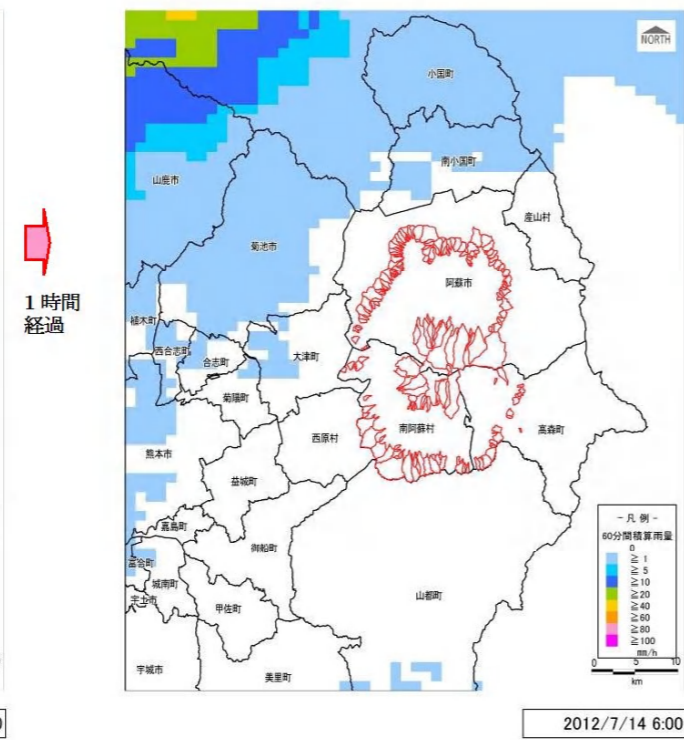 1時間
経過
NORTH
小国町
南小国町
山鹿市
産山村
菊池市
阿蘇市
植木町
西合志町
合志町
大津町
菊陽町
南阿蘇村
高森町
西原村
熊本市
益城町
嘉島町
御船町
富合町
城南町
宇土市
甲佐町
山都町
宇城市
美里町
- 凡 例 -
60分間積算雨量
0
≧ 1
≧ 5
≧10
≧20
≧40
≧60
≧80
≧100
mm/h
0 5 10
km
2012/7/14 6:00